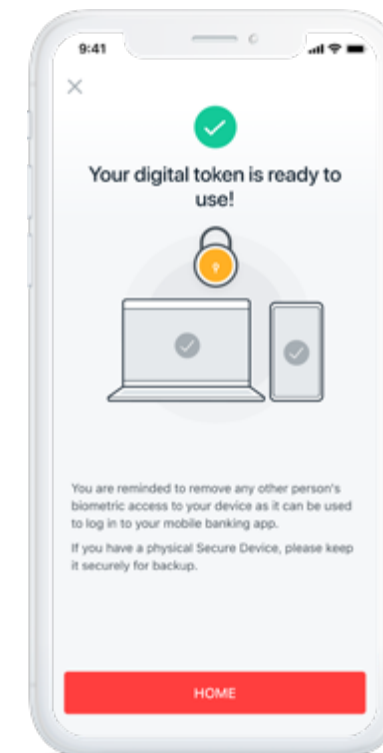 9:41
Your digital token is ready to
use!
You are reminded to remove any other person's
biometric access to your device as it can be used
to log in to your mobile banking app.
If you have a physical Secure Device, please keep
it securely for backup.
HOME